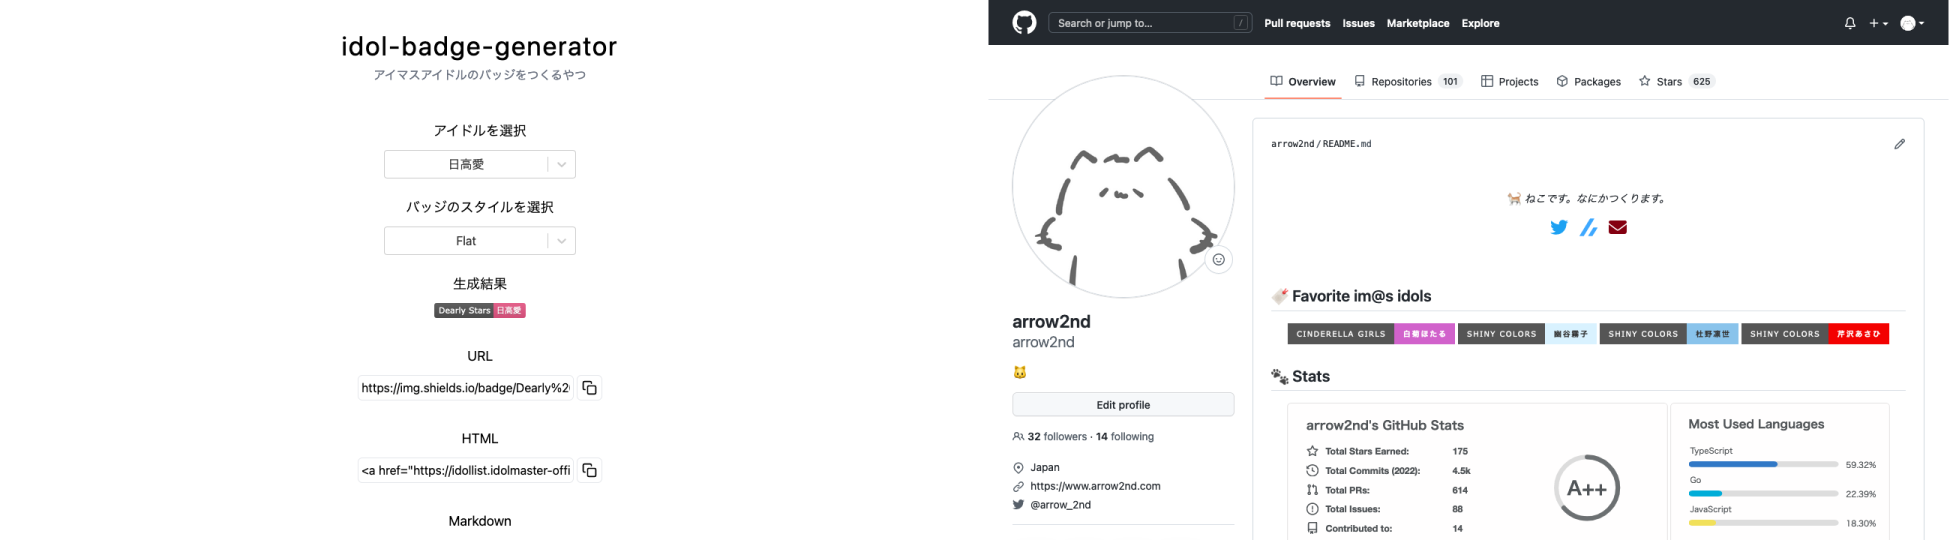 idol-badge-generator
アイマスアイドルのバッジをつくるやつ
アイドルを選択
日高愛
バッジのスタイルを選択
Flat
生成結果
Dearly Stars 日高愛
URL
https://img.shields.io/badge/Dearly%2
HTML
<a href="https://idollist.idolmaster-offi
Markdown
Search or jump to... /
Pull requests Issues Marketplace Explore
Overview Repositories 101 Projects Packages Stars 625
arrow2nd
arrow2nd
Edit profile
32 followers · 14 following
Japan
https://www.arrow2nd.com
@arrow_2nd
arrow2nd / README.md
ねこです。なにかつくります。
Favorite im@s idols
CINDERELLA GIRLS 白菊ほたる SHINY COLORS 幽谷霧子 SHINY COLORS 杜野凛世 SHINY COLORS 芹沢あさひ
Stats
arrow2nd's GitHub Stats
Total Stars Earned: 175
Total Commits (2022): 4.5k
Total PRs: 614
Total Issues: 88
Contributed to: 14
A++
Most Used Languages
TypeScript
59.32%
Go
22.39%
JavaScript
18.30%